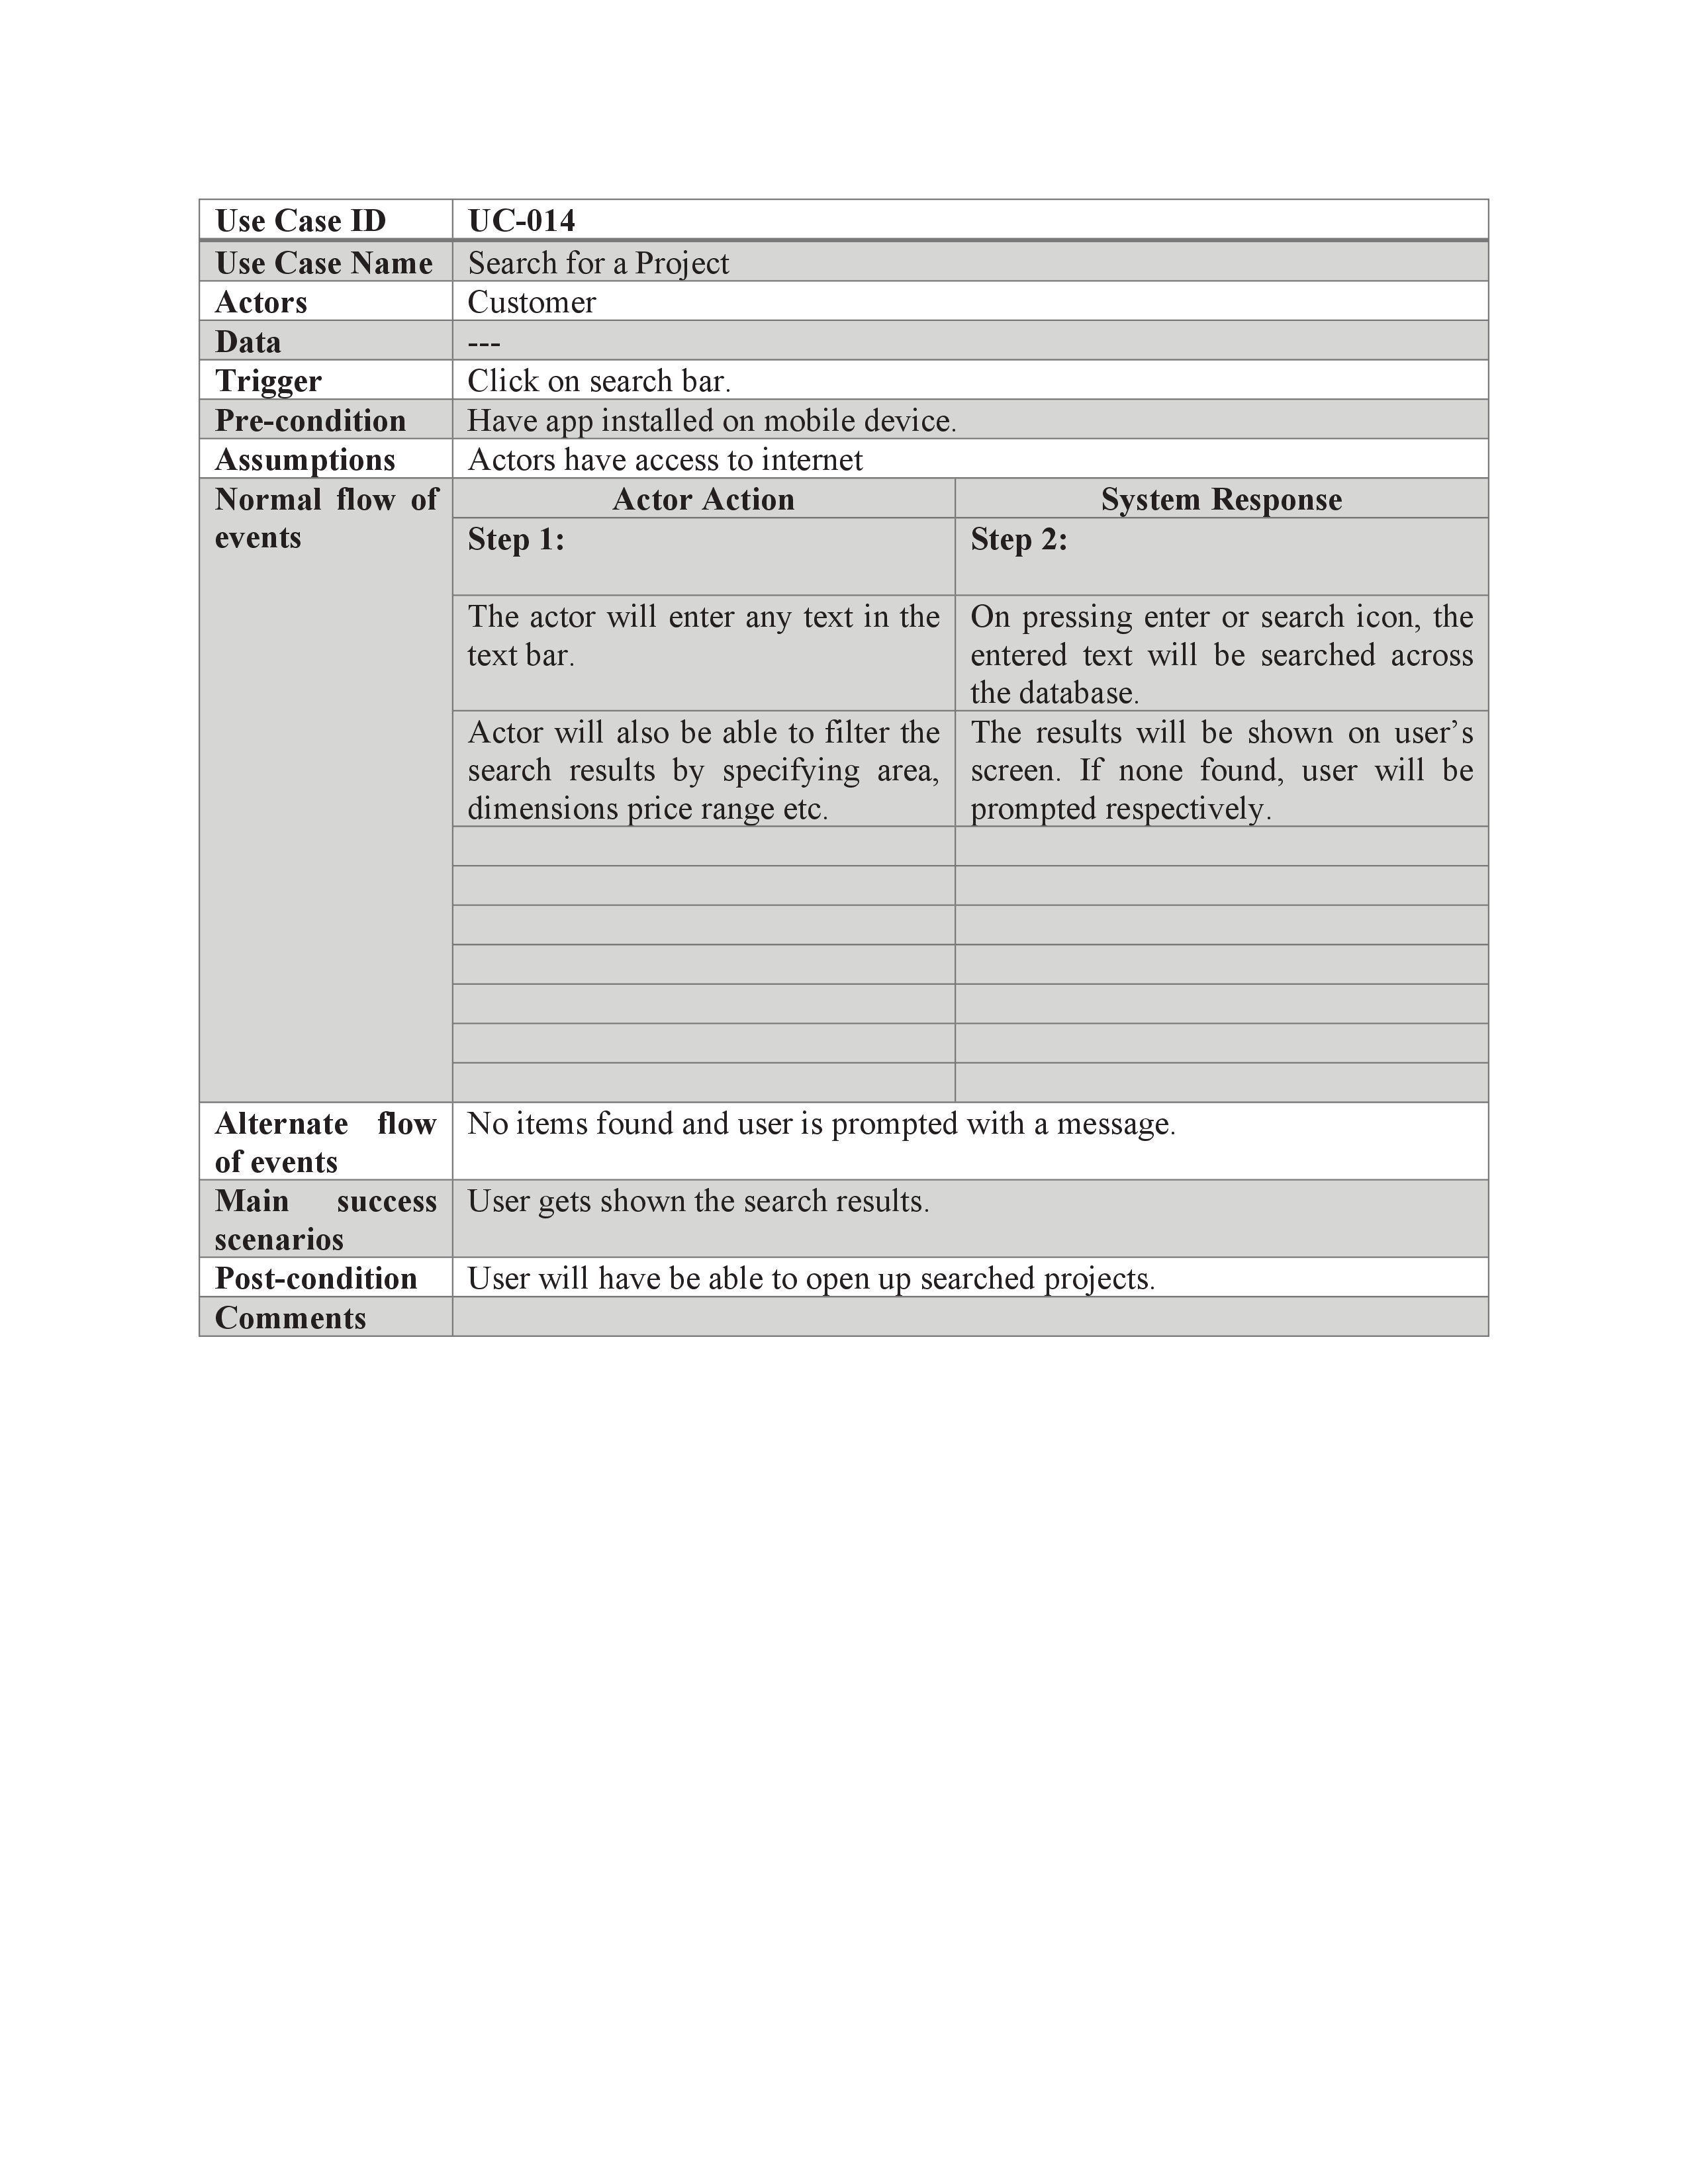 Use Case ID UC-014
Use Case Name Search for a Project
Actors Customer
Data ---
Trigger Click on search bar.
Pre-condition Have app installed on mobile device.
Assumptions Actors have access to internet
Normal flow of events
Actor Action System Response
Step 1: Step 2:
The actor will enter any text in the
text bar.
On pressing enter or search icon, the
entered text will be searched across
the database.
Actor will also be able to filter the
search results by specifying area,
dimensions price range etc.
The results will be shown on user’s
screen. If none found, user will be
prompted respectively.
Alternate flow
of events
No items found and user is prompted with a message.
Main success
scenarios
User gets shown the search results.
Post-condition User will have be able to open up searched projects.
Comments